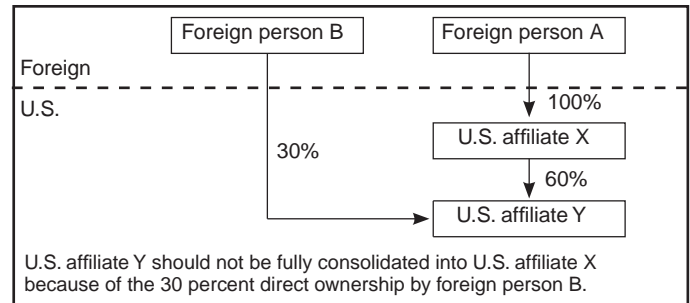 Foreign person B
Foreign person A
Foreign
U.S.
100%
U.S. affiliate X
30%
60%
U.S. affiliate Y
U.S. affiliate Y should not be fully consolidated into U.S. affiliate X
because of the 30 percent direct ownership by foreign person B.